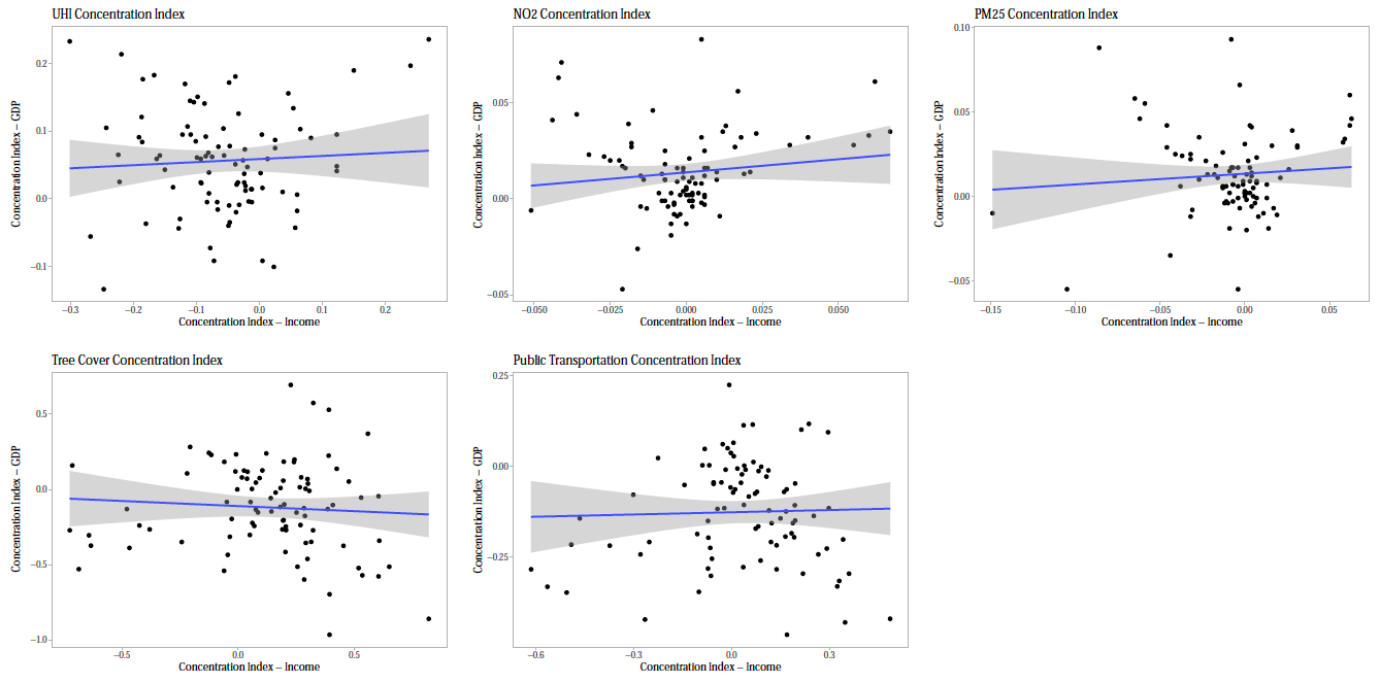 UHI Concentration Index
Concentration Index – GDP
0.2
0.1
0.0
−0.1
−0.3
−0.2
−0.1
0.0
0.1
0.2
Concentration Index – Income
NO2 Concentration Index
Concentration Index – GDP
0.05
0.00
−0.05
−0.050
−0.025
0.000
0.025
0.050
Concentration Index – Income
PM25 Concentration Index
Concentration Index – GDP
0.10
0.05
0.00
−0.05
−0.15
−0.10
−0.05
0.00
0.05
Concentration Index – Income
Tree Cover Concentration Index
Concentration Index – GDP
0.5
0.0
−0.5
−1.0
−0.5
0.0
0.5
Concentration Index – Income
Public Transportation Concentration Index
Concentration Index – GDP
0.25
0.00
−0.25
−0.6
−0.3
0.0
0.3
Concentration Index – Income